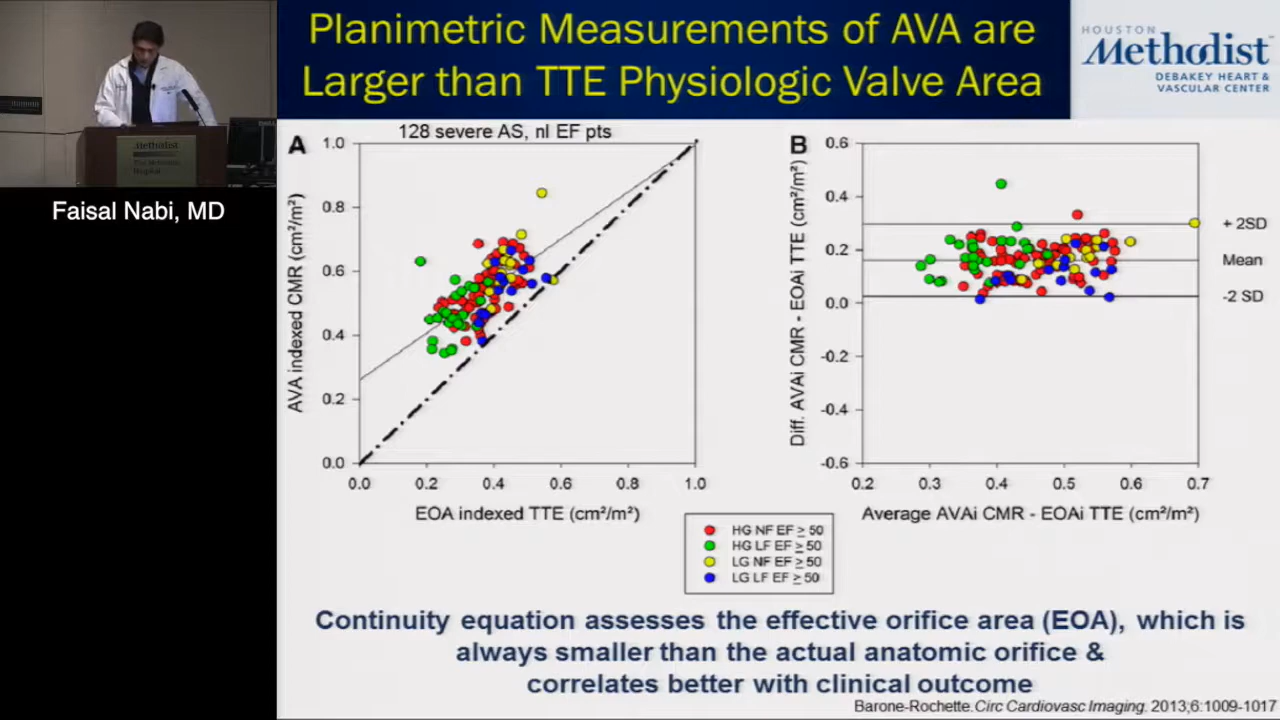 Planimetric Measurements of AVA are
Larger than TTE Physiologic Valve Area
HOUSTON
Methodist
DEBAKEY HEART &
VASCULAR CENTER
Methodist
Faisal Nabi, MD
A
128 severe AS, nl EF pts
AVA indexed CMR (cm²/m²)
1.0
0.8
0.6
0.4
0.2
0.0
0.0 0.2 0.4 0.6 0.8 1.0
EOA indexed TTE (cm²/m²)
B
Diff. AVAi CMR - EOAi TTE (cm²/m²)
0.6
0.4
0.2
0.0
-0.2
-0.4
-0.6
+ 2SD
Mean
-2 SD
0.2 0.3 0.4 0.5 0.6 0.7
Average AVAi CMR - EOAi TTE (cm²/m²)
HG NF EF ≥ 50
HG LF EF ≥ 50
LG NF EF ≥ 50
LG LF EF ≥ 50
Continuity equation assesses the effective orifice area (EOA), which is
always smaller than the actual anatomic orifice &
correlates better with clinical outcome
Barone-Rochette.Circ Cardiovasc Imaging. 2013;6:1009-1017